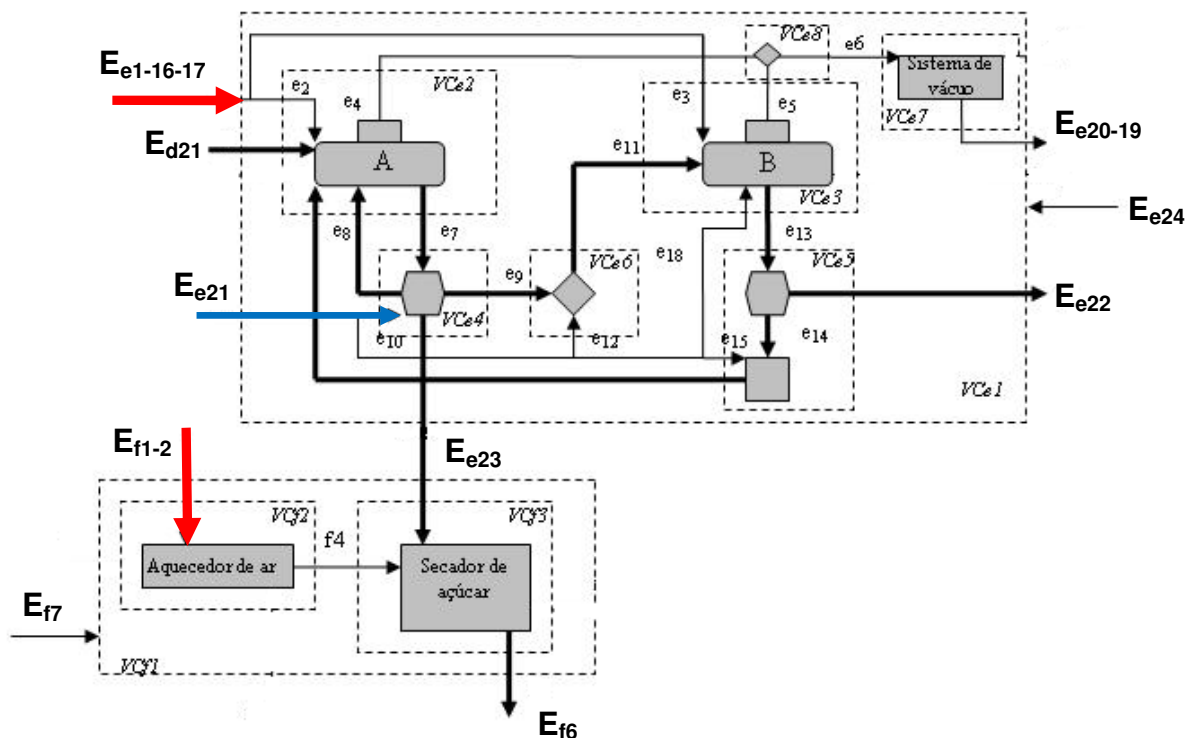 VCe8
e6
Ee1-16-17
e2
VCe2
e4
e3
e5
Sistema de
vácuo
VCe7
Ee20-19
Ed21
A
e11
B
VCe3
Ee24
e8
e7
e13
e18
Ee21
e9
VCe6
VCe5
Ee22
VCe4
e10
e12
e15
e14
VCe1
Ef1-2
Ee23
VCf2
VCf3
f4
Aquecedor de ar
Secador de
açúcar
Ef7
VCf1
Ef6